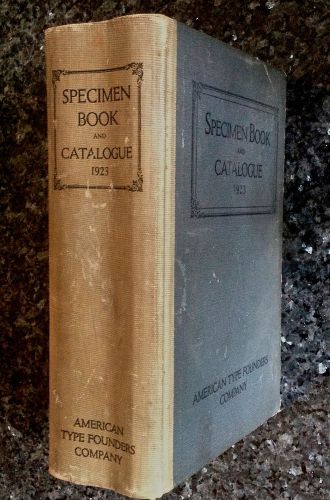 SPECIMEN
BOOK
AND
CATALOGUE
1923
AMERICAN
TYPE FOUNDERS
COMPANY
SPECIMEN BOOK
AND
CATALOGUE
1923
AMERICAN TYPE FOUNDERS
COMPANY